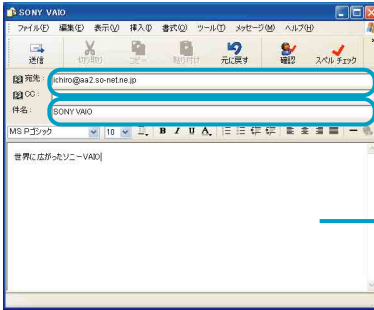 SONY VAIO
ファイル(F) 編集(E) 表示(V) 挿入(I) 書式(O) ツール(T) メッセージ(M) ヘルプ(H)
送信 切り取り コピー 貼り付け 元に戻す 確認 スペル チェック
宛先: ichiro@aa2.so-net.ne.jp
CC:
件名: SONY VAIO
MS Pゴシック 10 B I U A
世界に広がったソニーVAIO